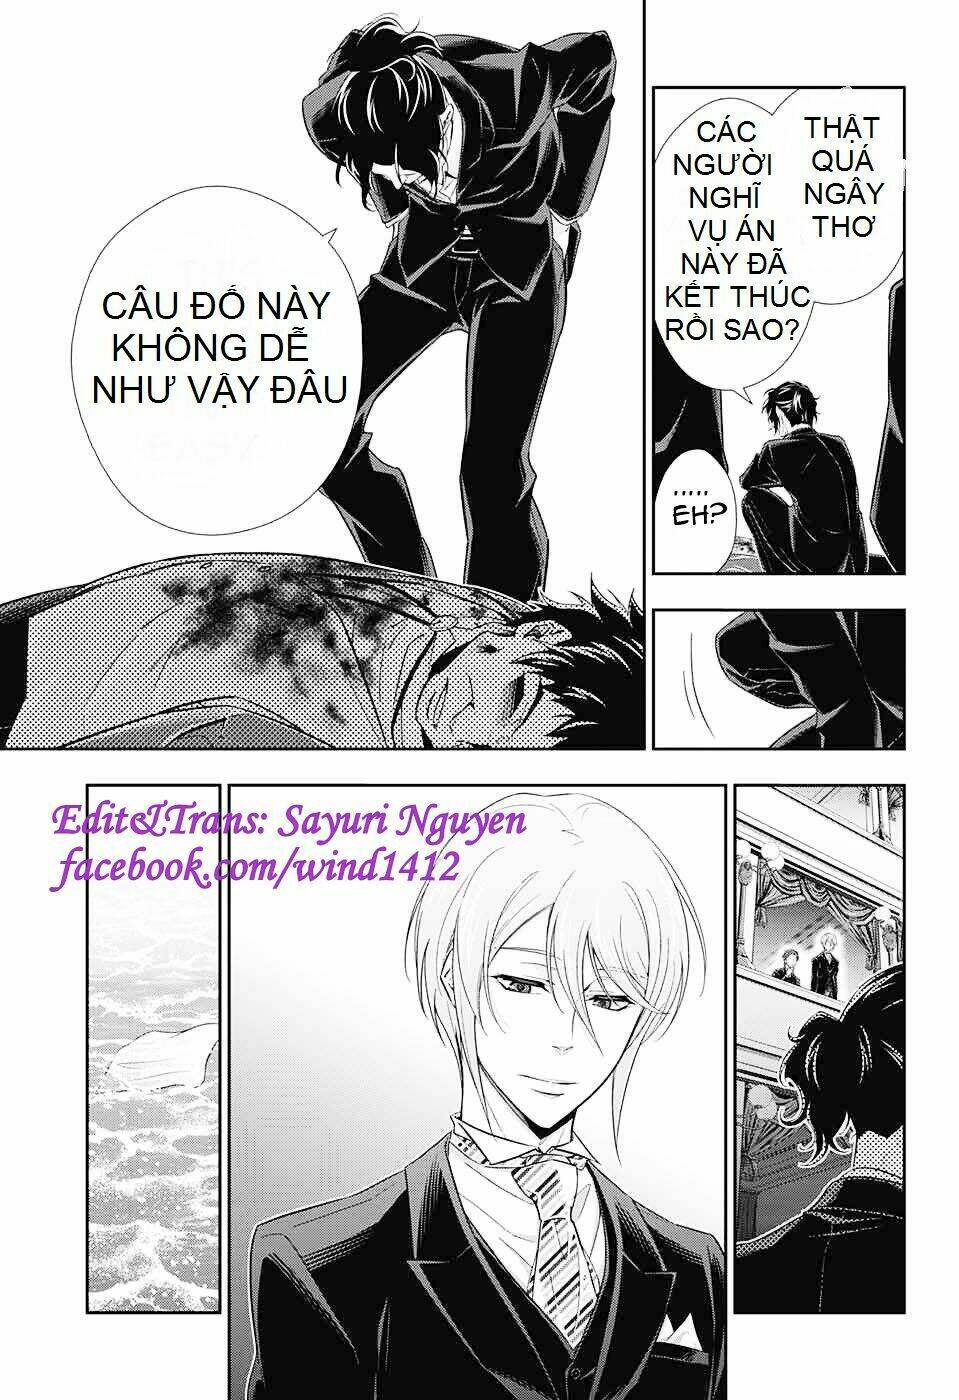 THẬT
QUÁ
NGÂY
THƠ
CÁC
NGƯỜI
NGHĨ
VỤ ÁN
NÀY ĐÃ
KẾT THÚC
RỒI SAO?
.....
EH?
CÂU ĐỐ NÀY
KHÔNG DỄ
NHƯ VẬY ĐÂU
Edit&Trans: Sayuri Nguyen
facebook.com/wind1412